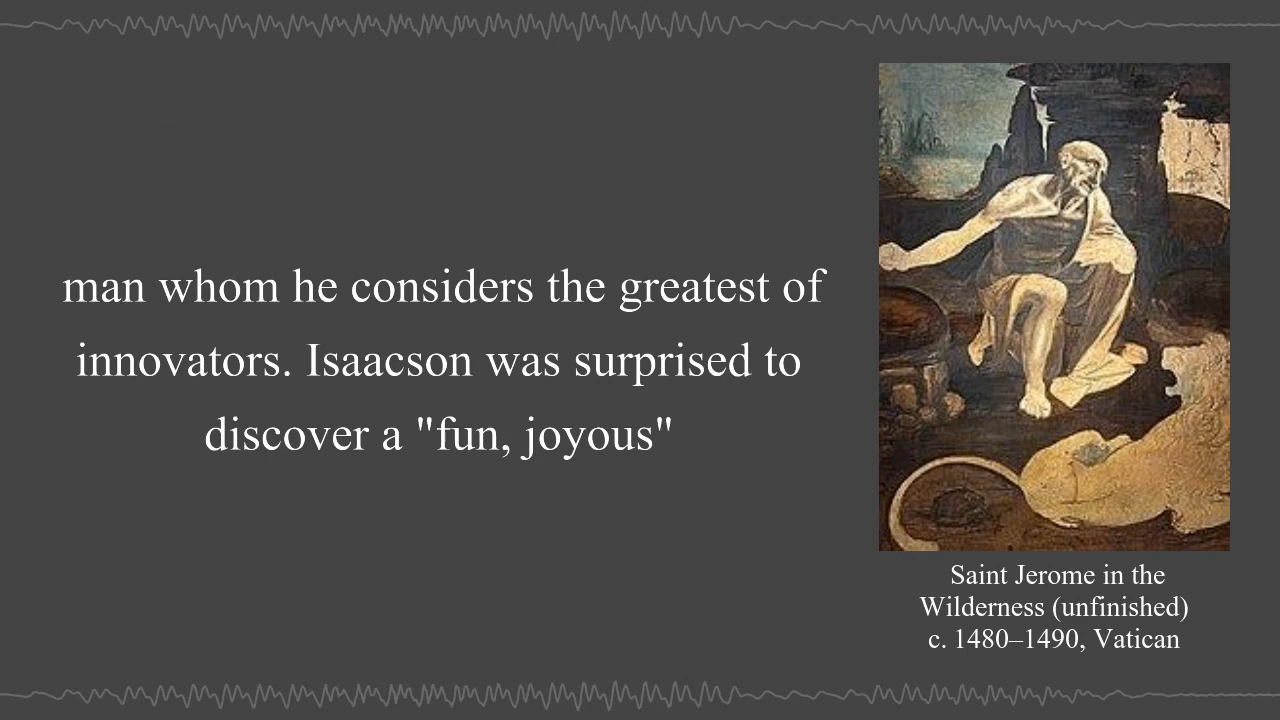 man whom he considers the greatest of
innovators. Isaacson was surprised to
discover a "fun, joyous"
Saint Jerome in the
Wilderness (unfinished)
c. 1480–1490, Vatican